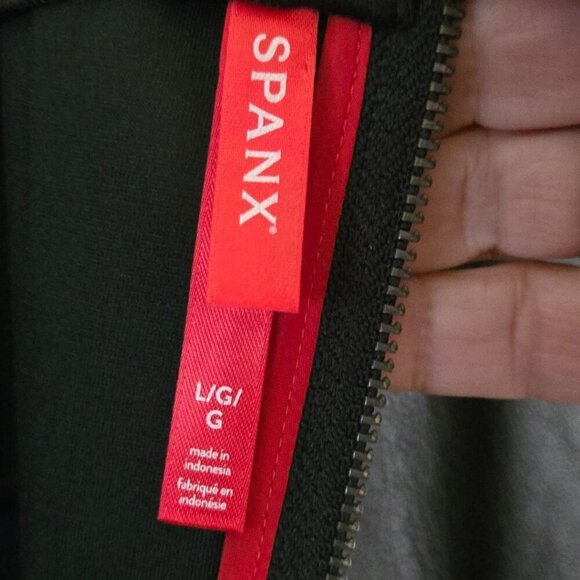 SPANX®
L/G/
G
made in
indonesia
fabriqué en
indonésie